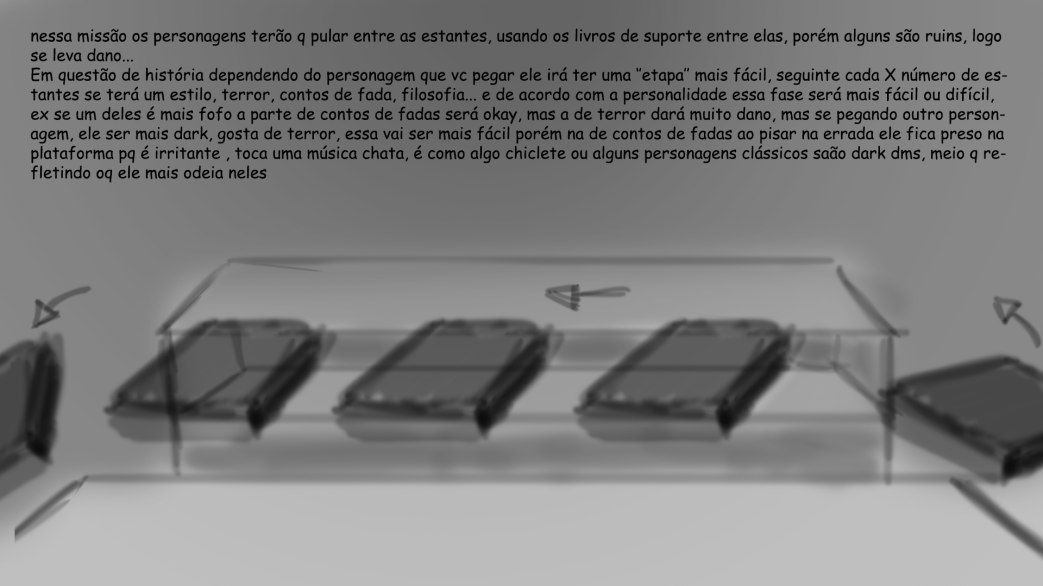 nessa missão os personagens terão q pular entre as estantes, usando os livros de suporte entre elas, porém alguns são ruins, logo
se leva dano...
Em questão de história dependendo do personagem que vc pegar ele irá ter uma "etapa" mais fácil, seguinte cada X número de es-
tantes se terá um estilo, terror, contos de fada, filosofia... e de acordo com a personalidade essa fase será mais fácil ou difícil,
ex se um deles é mais fofo a parte de contos de fadas será okay, mas a de terror dará muito dano, mas se pegando outro person-
agem, ele ser mais dark, gosta de terror, essa vai ser mais fácil porém na de contos de fadas ao pisar na errada ele fica preso na
plataforma pq é irritante , toca uma música chata, é como algo chiclete ou alguns personagens clássicos saão dark dms, meio q re-
fletindo oq ele mais odeia neles